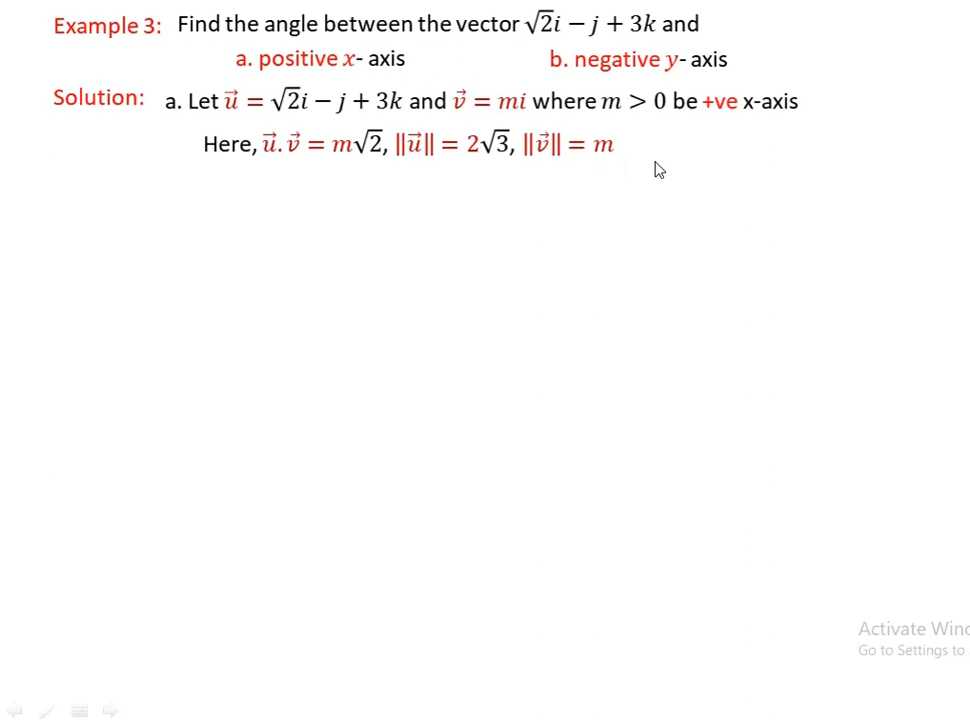 Example 3: Find the angle between the vector √2i − j + 3k and
a. positive x- axis b. negative y- axis
Solution: a. Let u⃗ = √2i − j + 3k and v⃗ = mi where m > 0 be +ve x-axis
Here, u⃗. v⃗ = m√2, ‖u⃗‖ = 2√3, ‖v⃗‖ = m
Activate Wind
Go to Settings to